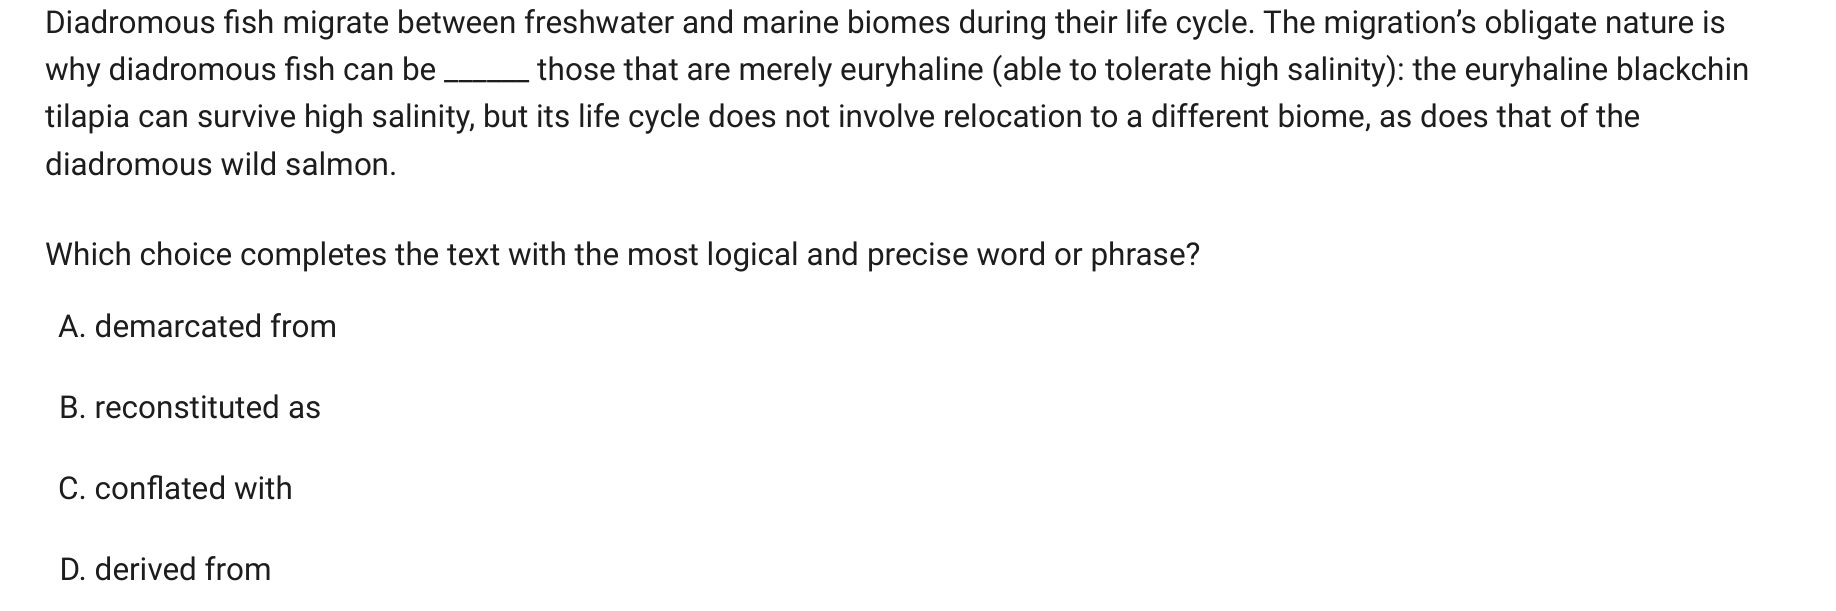 Diadromous fish migrate between freshwater and marine biomes during their life cycle. The migration’s obligate nature is
why diadromous fish can be ______ those that are merely euryhaline (able to tolerate high salinity): the euryhaline blackchin
tilapia can survive high salinity, but its life cycle does not involve relocation to a different biome, as does that of the
diadromous wild salmon.
Which choice completes the text with the most logical and precise word or phrase?
A. demarcated from
B. reconstituted as
C. conflated with
D. derived from